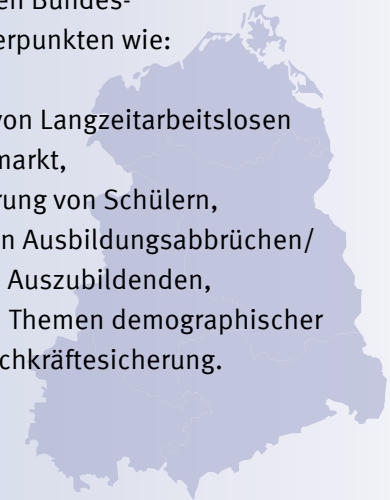 en Bundes-
erpunkten wie:
von Langzeitarbeitslosen
markt,
rung von Schülern,
n Ausbildungsabbrüchen/
Auszubildenden,
Themen demographischer
chkräftesicherung.